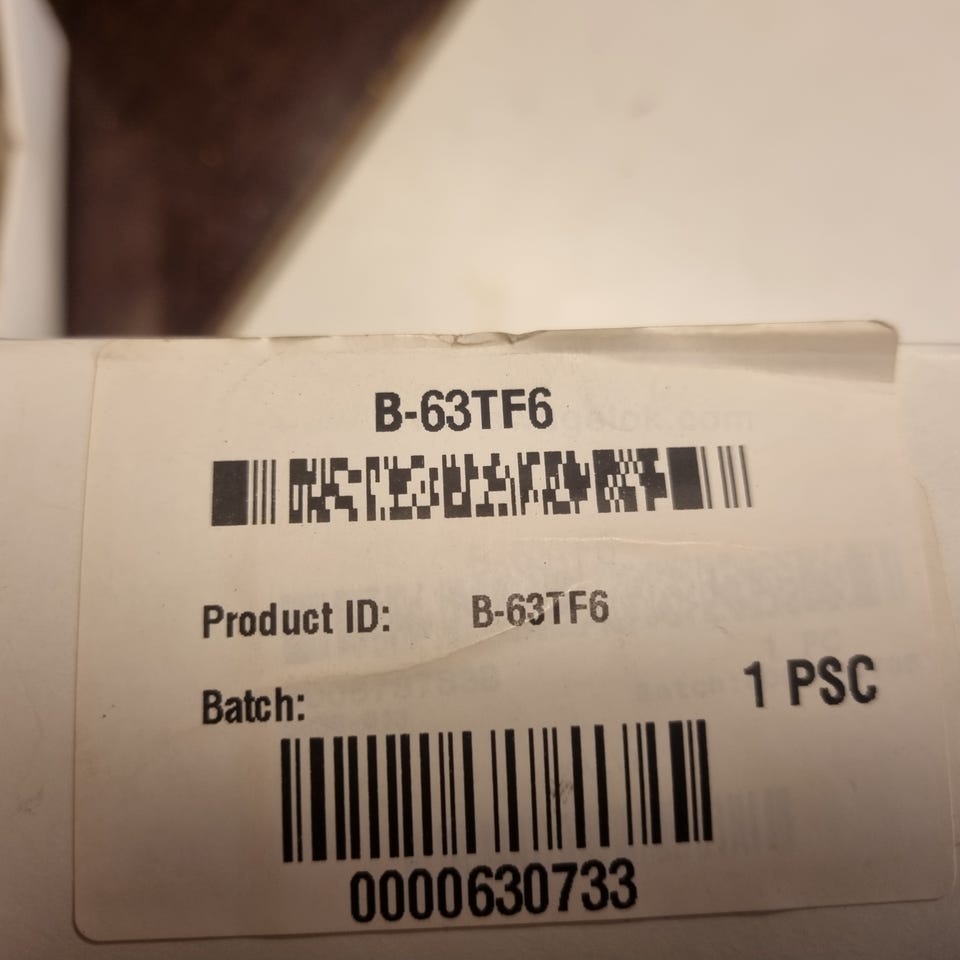 B-63TF6
Product ID: B-63TF6
Batch: 1 PSC
0000630733